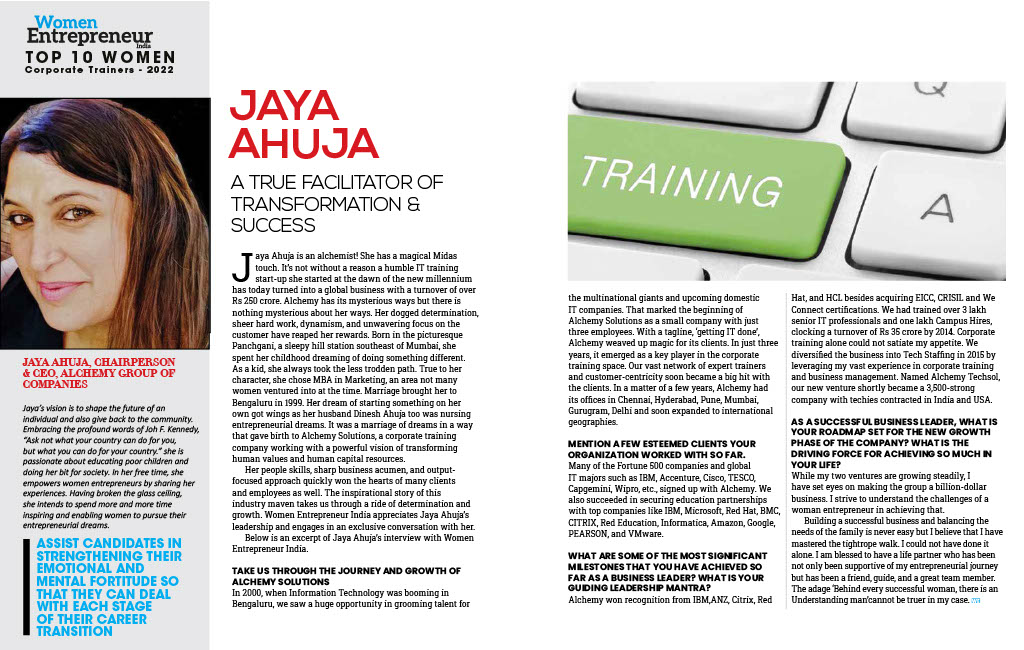 Women
Entrepreneur
India
TOP 10 WOMEN
Corporate Trainers - 2022
JAYA AHUJA, CHAIRPERSON
& CEO, ALCHEMY GROUP OF
COMPANIES
Jaya's vision is to shape the future of an
individual and also give back to the community.
Embracing the profound words of Joh F. Kennedy,
"Ask not what your country can do for you,
but what you can do for your country." she is
passionate about educating poor children and
doing her bit for society. In her free time, she
empowers women entrepreneurs by sharing her
experiences. Having broken the glass ceiling,
she intends to spend more and more time
inspiring and enabling women to pursue their
entrepreneurial dreams.
ASSIST CANDIDATES IN
STRENGTHENING THEIR
EMOTIONAL AND
MENTAL FORTITUDE SO
THAT THEY CAN DEAL
WITH EACH STAGE
OF THEIR CAREER
TRANSITION
JAYA
AHUJA
A TRUE FACILITATOR OF
TRANSFORMATION &
SUCCESS
Jaya Ahuja is an alchemist! She has a magical Midas
touch. It's not without a reason a humble IT training
start-up she started at the dawn of the new millennium
has today turned into a global business with a turnover of over
Rs 250 crore. Alchemy has its mysterious ways but there is
nothing mysterious about her ways. Her dogged determination,
sheer hard work, dynamism, and unwavering focus on the
customer have reaped her rewards. Born in the picturesque
Panchgani, a sleepy hill station southeast of Mumbai, she
spent her childhood dreaming of doing something different.
As a kid, she always took the less trodden path. True to her
character, she chose MBA in Marketing, an area not many
women ventured into at the time. Marriage brought her to
Bengaluru in 1999. Her dream of starting something on her
own got wings as her husband Dinesh Ahuja too was nursing
entrepreneurial dreams. It was a marriage of dreams in a way
that gave birth to Alchemy Solutions, a corporate training
company working with a powerful vision of transforming
human values and human capital resources.
Her people skills, sharp business acumen, and output-
focused approach quickly won the hearts of many clients
and employees as well. The inspirational story of this
industry maven takes us through a ride of determination and
growth. Women Entrepreneur India appreciates Jaya Ahuja's
leadership and engages in an exclusive conversation with her.
Below is an excerpt of Jaya Ahuja's interview with Women
Entrepreneur India.
TAKE US THROUGH THE JOURNEY AND GROWTH OF
ALCHEMY SOLUTIONS
In 2000, when Information Technology was booming in
Bengaluru, we saw a huge opportunity in grooming talent for
Q
TRAINING
A
the multinational giants and upcoming domestic
IT companies. That marked the beginning of
Alchemy Solutions as a small company with just
three employees. With a tagline, 'getting IT done',
Alchemy weaved up magic for its clients. In just three
years, it emerged as a key player in the corporate
training space. Our vast network of expert trainers
and customer-centricity soon became a big hit with
the clients. In a matter of a few years, Alchemy had
its offices in Chennai, Hyderabad, Pune, Mumbai,
Gurugram, Delhi and soon expanded to international
geographies.
MENTION A FEW ESTEEMED CLIENTS YOUR
ORGANIZATION WORKED WITH SO FAR.
Many of the Fortune 500 companies and global
IT majors such as IBM, Accenture, Cisco, TESCO,
Capgemini, Wipro, etc., signed up with Alchemy. We
also succeeded in securing education partnerships
with top companies like IBM, Microsoft, Red Hat, BMC,
CITRIX, Red Education, Informatica, Amazon, Google,
PEARSON, and VMware.
WHAT ARE SOME OF THE MOST SIGNIFICANT
MILESTONES THAT YOU HAVE ACHIEVED SO
FAR AS A BUSINESS LEADER? WHAT IS YOUR
GUIDING LEADERSHIP MANTRA?
Alchemy won recognition from IBM,ANZ, Citrix, Red
Hat, and HCL besides acquiring EICC, CRISIL and We
Connect certifications. We had trained over 3 lakh
senior IT professionals and one lakh Campus Hires,
clocking a turnover of Rs 35 crore by 2014. Corporate
training alone could not satiate my appetite. We
diversified the business into Tech Staffing in 2015 by
leveraging my vast experience in corporate training
and business management. Named Alchemy Techsol,
our new venture shortly became a 3,500-strong
company with techies contracted in India and USA.
AS A SUCCESSFUL BUSINESS LEADER, WHAT IS
YOUR ROADMAP SET FOR THE NEW GROWTH
PHASE OF THE COMPANY? WHAT IS THE
DRIVING FORCE FOR ACHIEVING SO MUCH IN
YOUR LIFE?
While my two ventures are growing steadily, I
have set eyes on making the group a billion-dollar
business. I strive to understand the challenges of a
woman entrepreneur in achieving that.
Building a successful business and balancing the
needs of the family is never easy but I believe that I have
mastered the tightrope walk. I could not have done it
alone. I am blessed to have a life partner who has been
not only been supportive of my entrepreneurial journey
but has been a friend, guide, and a great team member.
The adage 'Behind every successful woman, there is an
Understanding man'cannot be truer in my case.